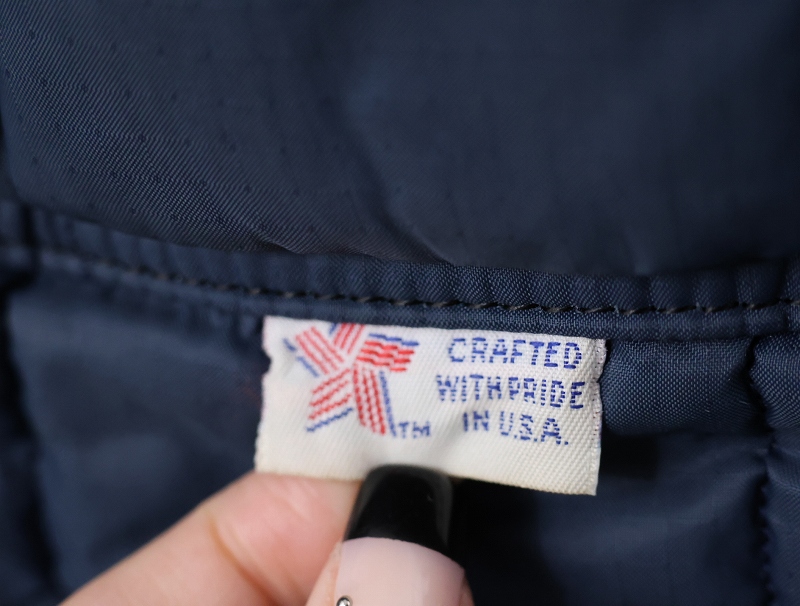 CRAFTED
WITH PRIDE
IN U.S.A.
TM